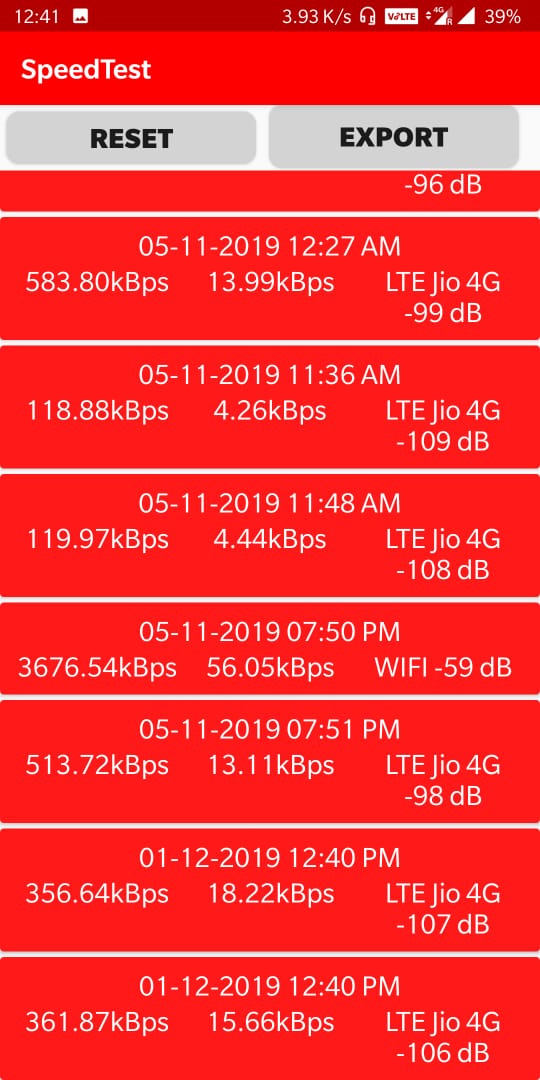 12:41 3.93 K/s VoLTE 4G R 39%
SpeedTest
RESET EXPORT
-96 dB
05-11-2019 12:27 AM
583.80kBps 13.99kBps LTE Jio 4G
-99 dB
05-11-2019 11:36 AM
118.88kBps 4.26kBps LTE Jio 4G
-109 dB
05-11-2019 11:48 AM
119.97kBps 4.44kBps LTE Jio 4G
-108 dB
05-11-2019 07:50 PM
3676.54kBps 56.05kBps WIFI -59 dB
05-11-2019 07:51 PM
513.72kBps 13.11kBps LTE Jio 4G
-98 dB
01-12-2019 12:40 PM
356.64kBps 18.22kBps LTE Jio 4G
-107 dB
01-12-2019 12:40 PM
361.87kBps 15.66kBps LTE Jio 4G
-106 dB